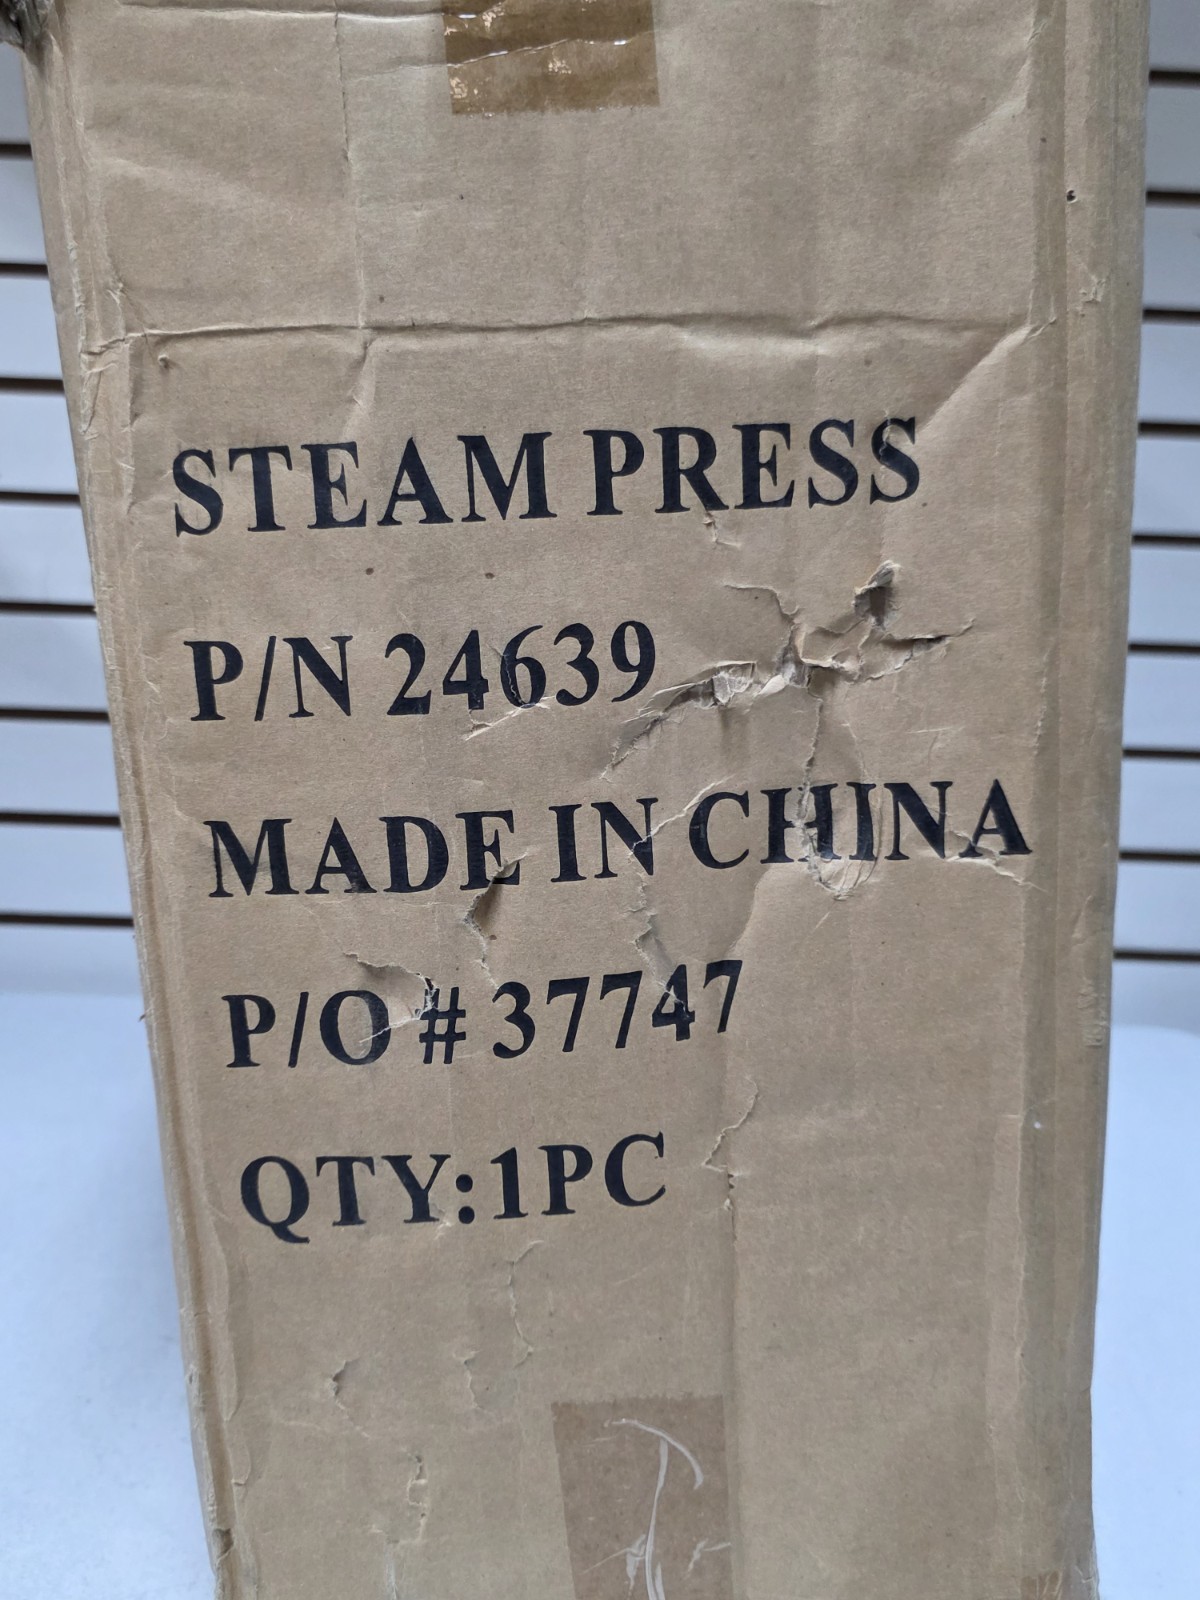 STEAM PRESS
P/N 24639
MADE IN CHINA
P/O # 37747
QTY:1PC